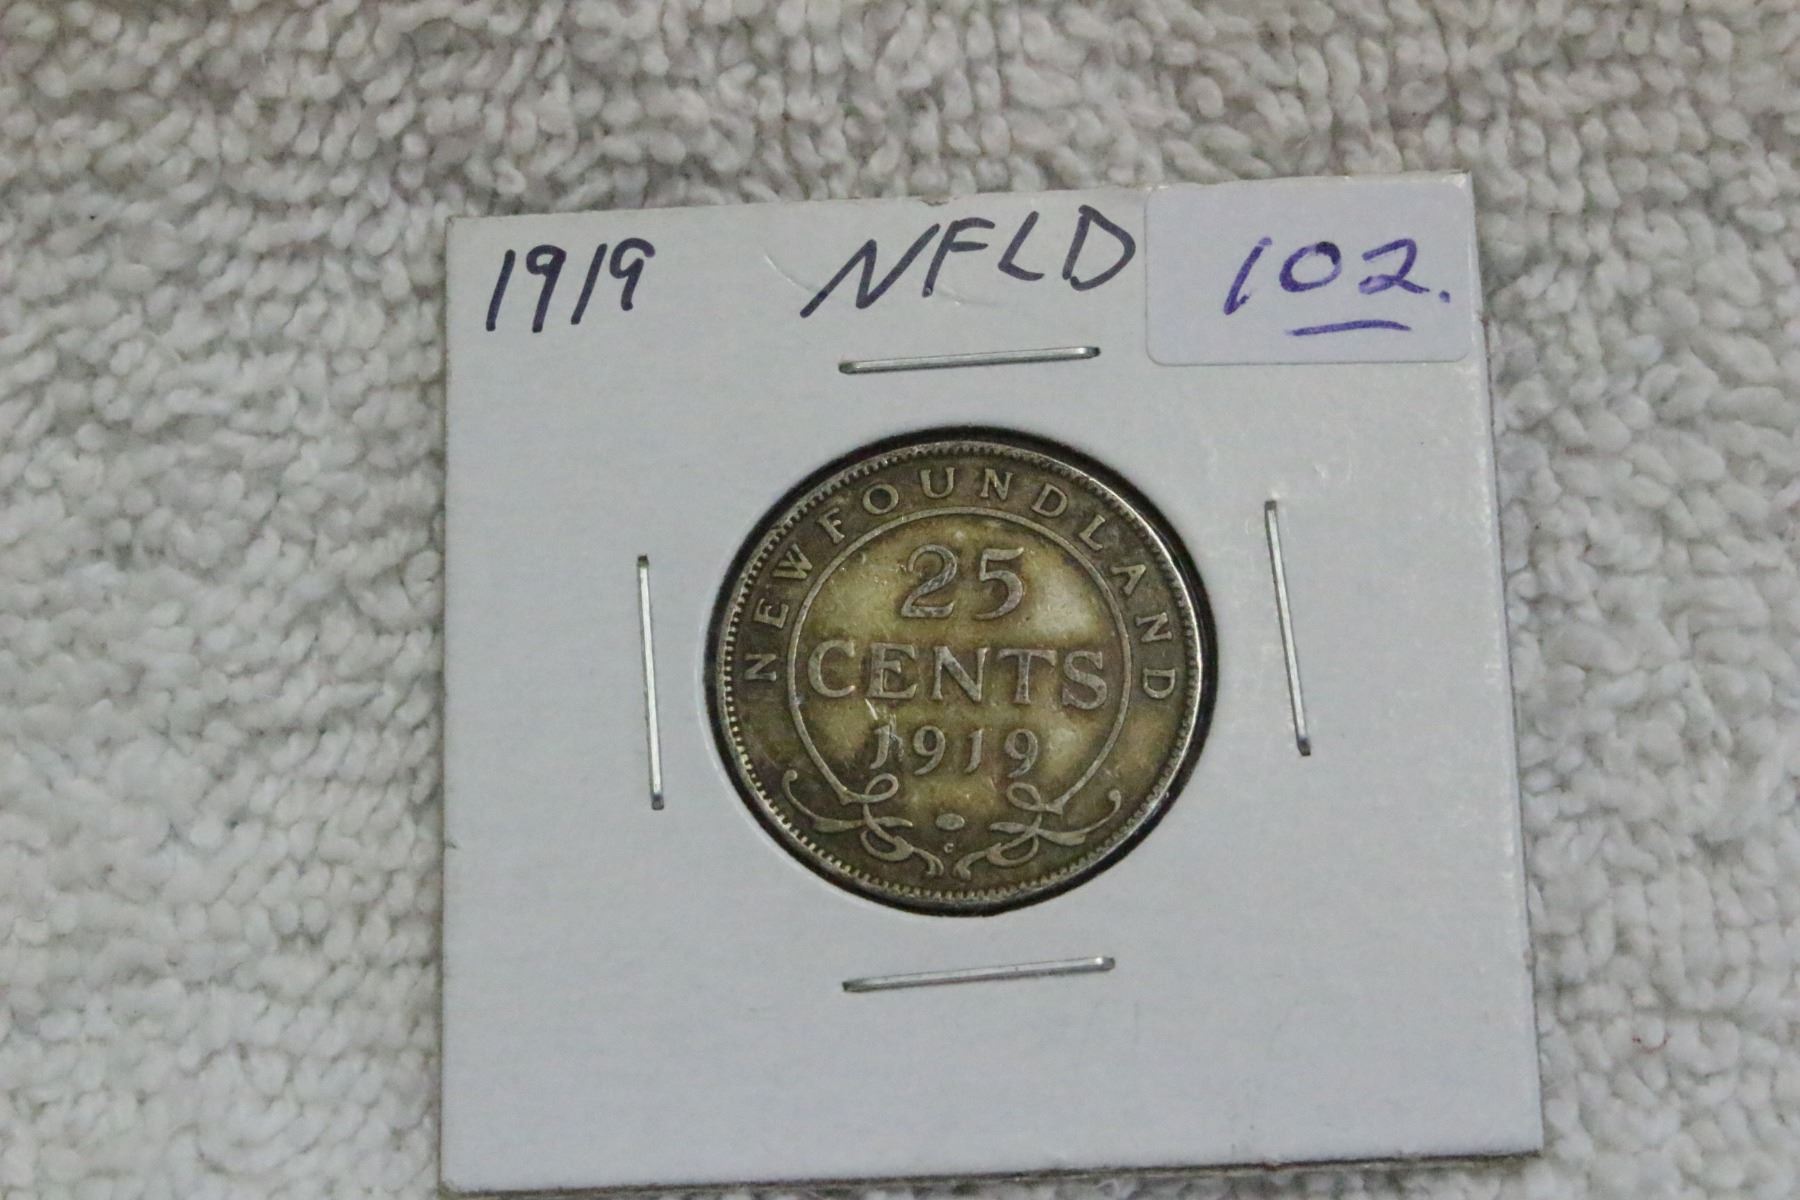 1919 NFLD 102.
NEWFOUNDLAND
25
CENTS
1919
C